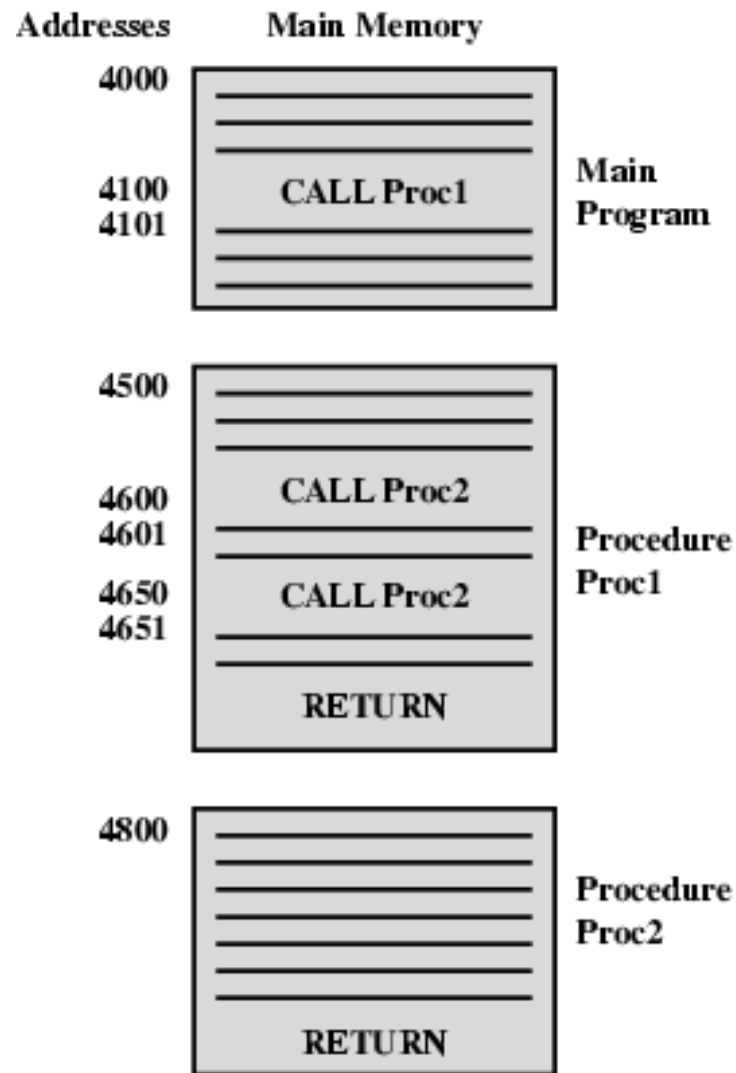 Addresses Main Memory
4000
4100 CALL Proc1
4101
Main
Program
4500
4600 CALL Proc2
4601
4650 CALL Proc2
4651
Procedure
Proc1
RETURN
4800
Procedure
Proc2
RETURN